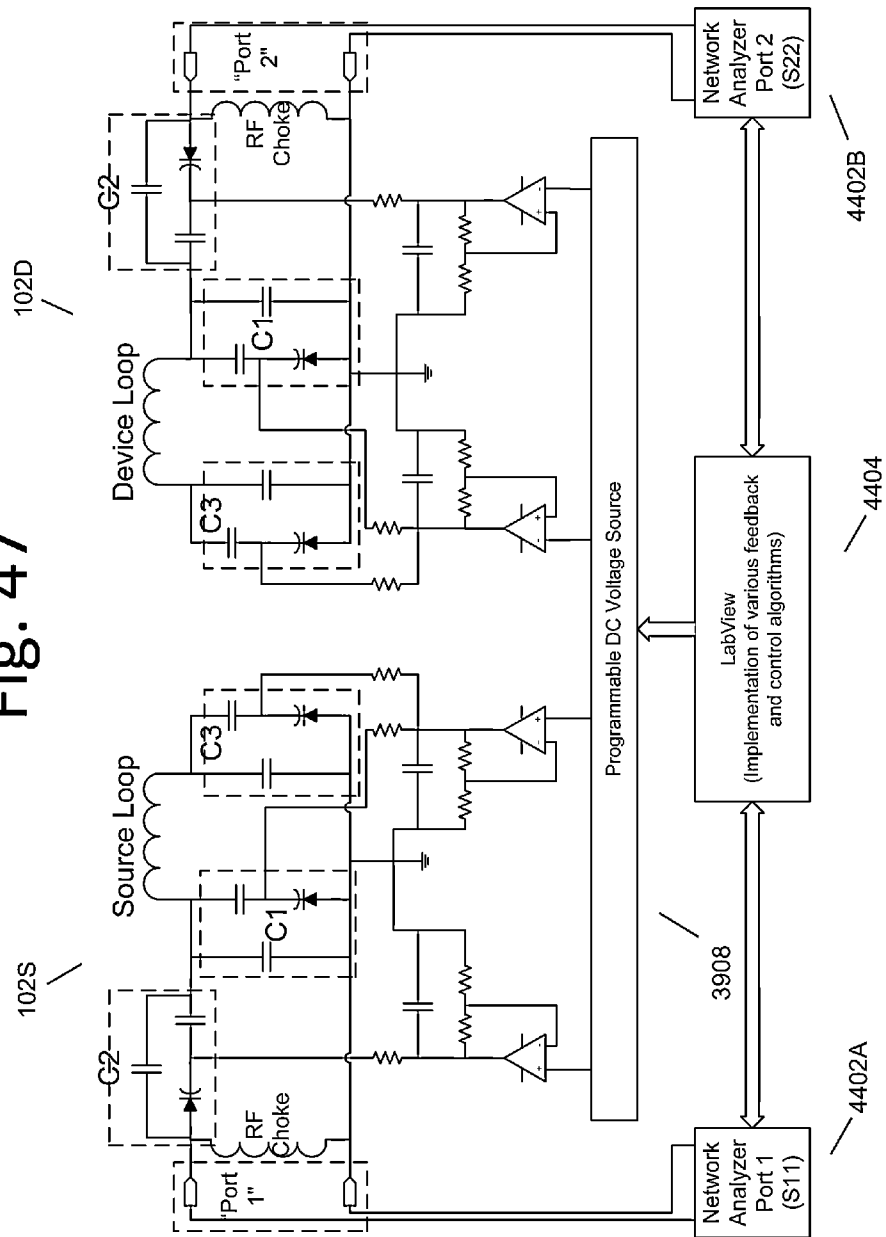 Fig. 47
102S
102D
Source Loop
Device Loop
C2
C1
C3
C3
C1
C2
"Port
1"
RF
Choke
RF
Choke
"Port
2"
Programmable DC Voltage Source
3908
Network
Analyzer
Port 1
(S11)
LabView
(Implementation of various feedback
and control algorithms)
Network
Analyzer
Port 2
(S22)
4402A
4404
4402B